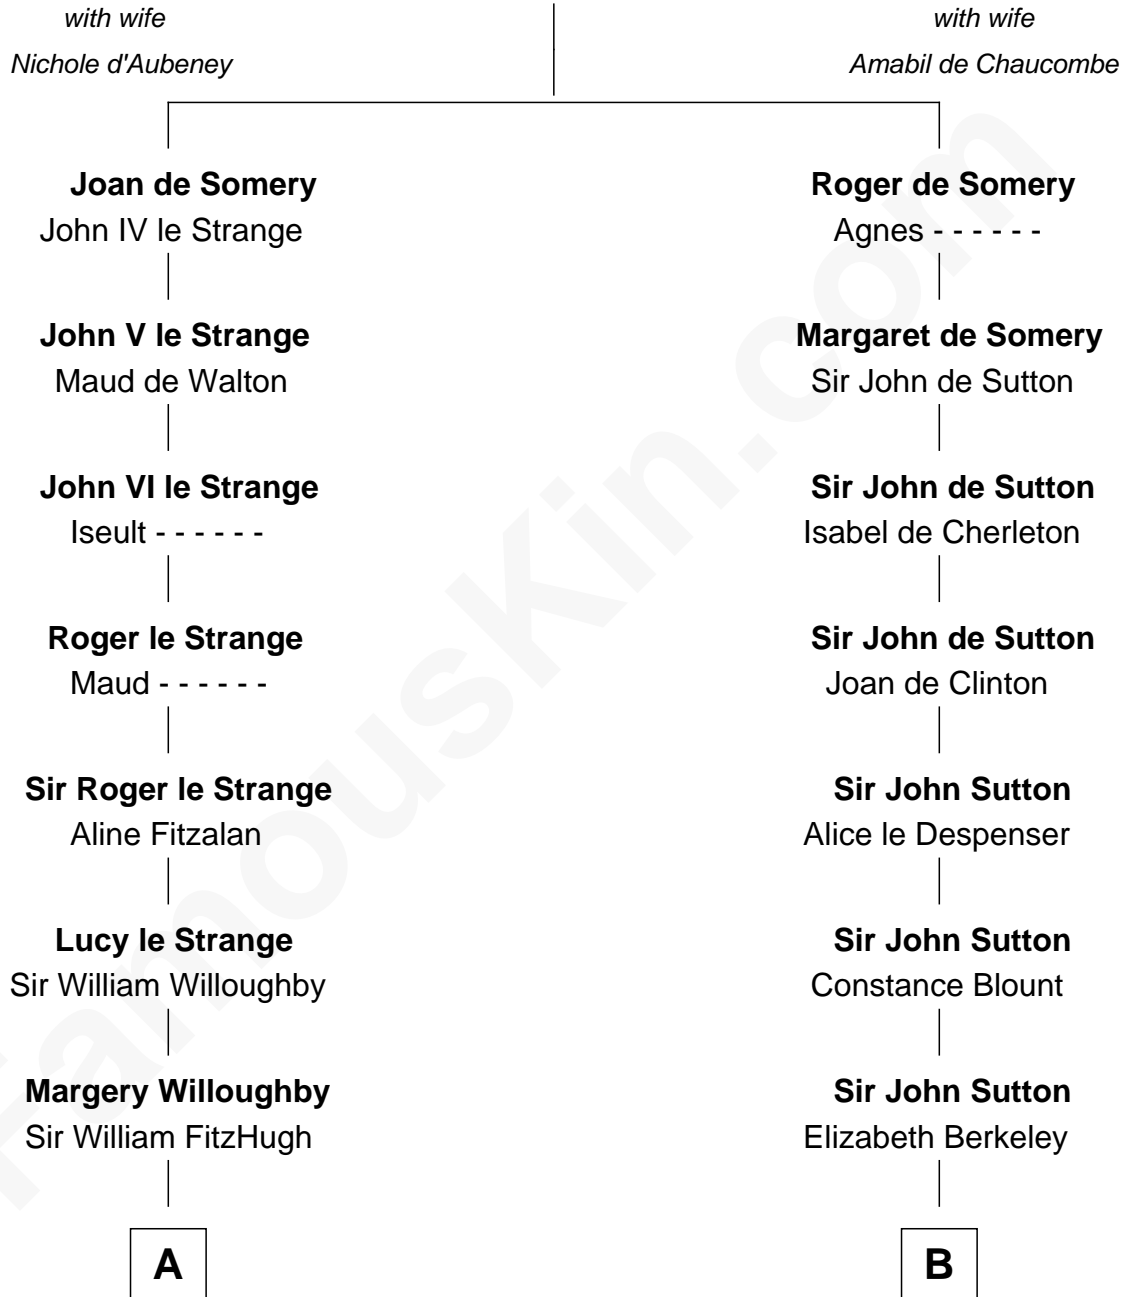 with wife
Nichole d'Aubeney
with wife
Amabil de Chaucombe
Joan de Somery
John IV le Strange
Roger de Somery
Agnes - - - - - -
John V le Strange
Maud de Walton
Margaret de Somery
Sir John de Sutton
John VI le Strange
Iseult - - - - - -
Sir John de Sutton
Isabel de Cherleton
Roger le Strange
Maud - - - - - -
Sir John de Sutton
Joan de Clinton
Sir Roger le Strange
Aline Fitzalan
Sir John Sutton
Alice le Despenser
Lucy le Strange
Sir William Willoughby
Sir John Sutton
Constance Blount
Margery Willoughby
Sir William FitzHugh
Sir John Sutton
Elizabeth Berkeley
A
B
FamousKin.com